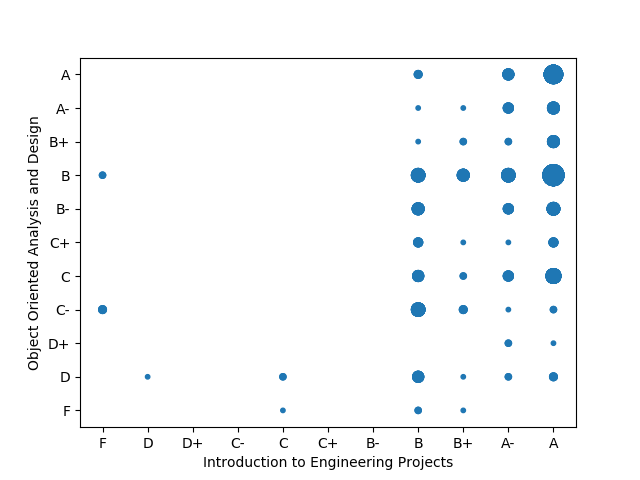 Object Oriented Analysis and Design
A
A-
B+
B
B-
C+
C
C-
D+
D
F
F D D+ C- C C+ B- B B+ A- A
Introduction to Engineering Projects